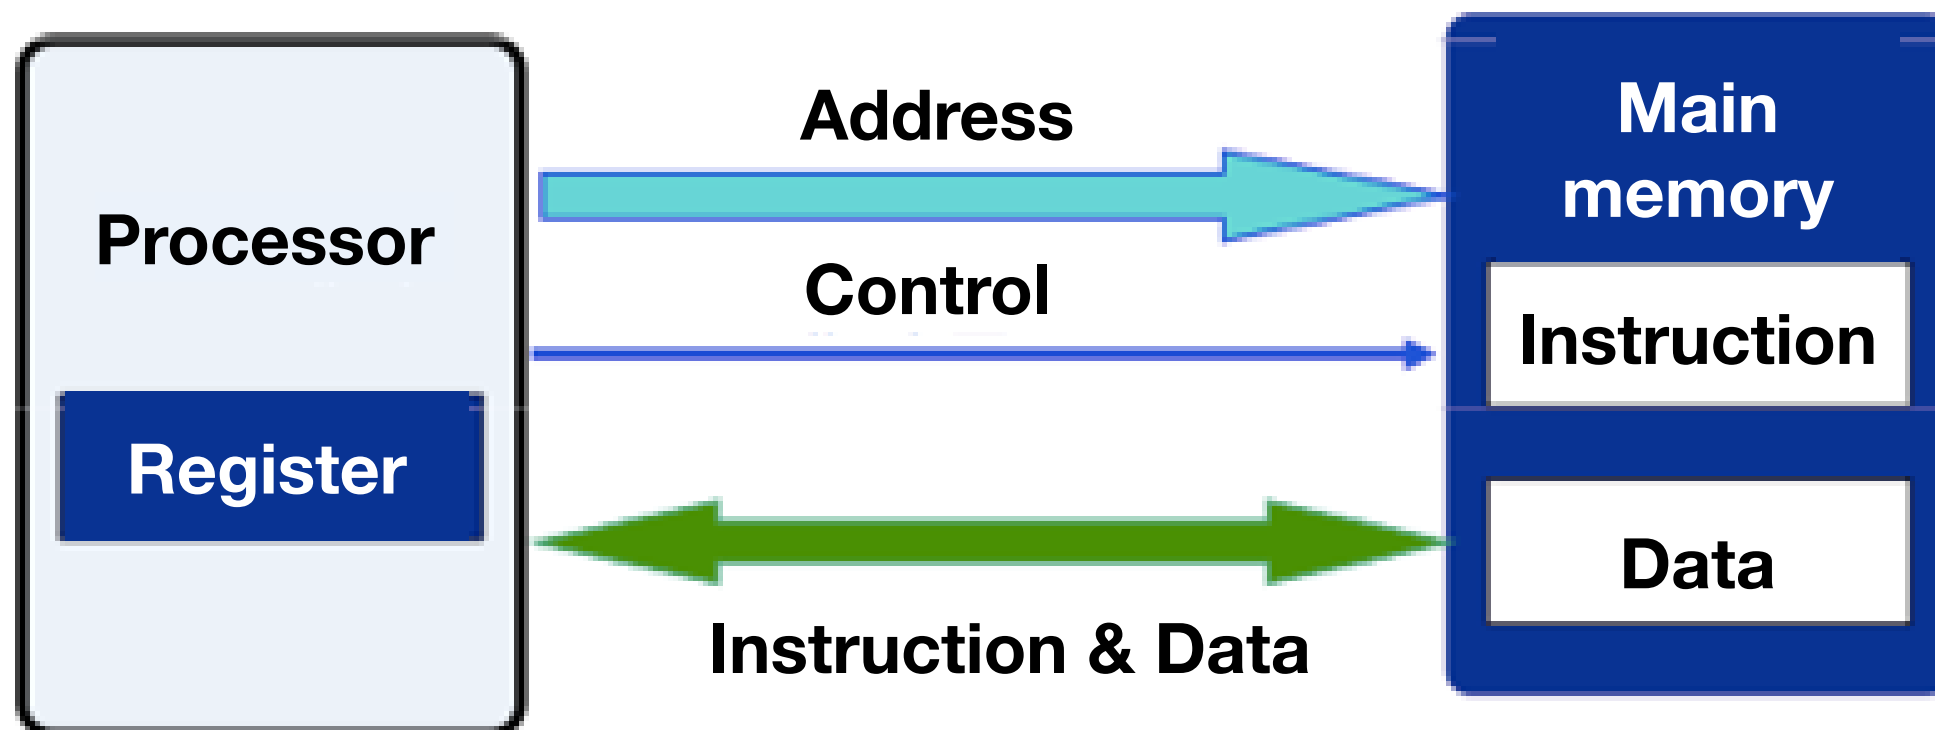 Processor
Register
Address
Control
Instruction & Data
Main
memory
Instruction
Data